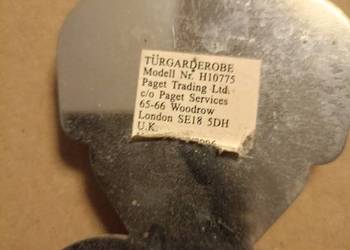 TÜRGARDEROBE
Modell Nr. H10775
Paget Trading Ltd.
c/o Paget Services
65-66 Woodrow
London SE18 5DH
U.K.